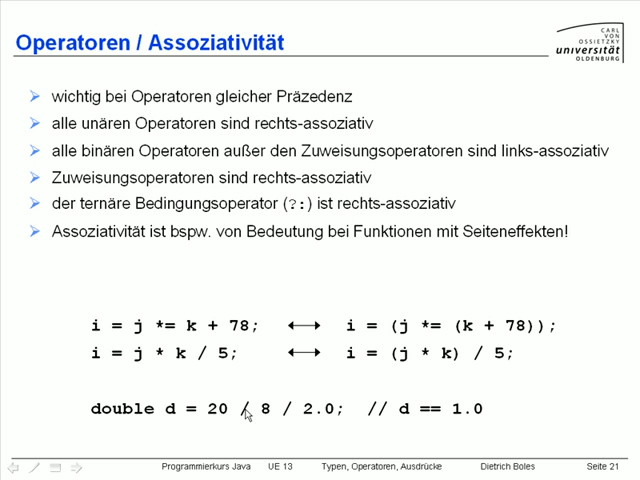 Operatoren / Assoziativität
CARL
VON
OSSIETZKY
universität
OLDENBURG
wichtig bei Operatoren gleicher Präzedenz
alle unären Operatoren sind rechts-assoziativ
alle binären Operatoren außer den Zuweisungsoperatoren sind links-assoziativ
Zuweisungsoperatoren sind rechts-assoziativ
der ternäre Bedingungsoperator (?:) ist rechts-assoziativ
Assoziativität ist bspw. von Bedeutung bei Funktionen mit Seiteneffekten!
i = j *= k + 78; ⟷ i = (j *= (k + 78));
i = j * k / 5; ⟷ i = (j * k) / 5;
double d = 20 / 8 / 2.0; // d == 1.0
Programmierkurs Java UE 13 Typen, Operatoren, Ausdrücke Dietrich Boles Seite 21